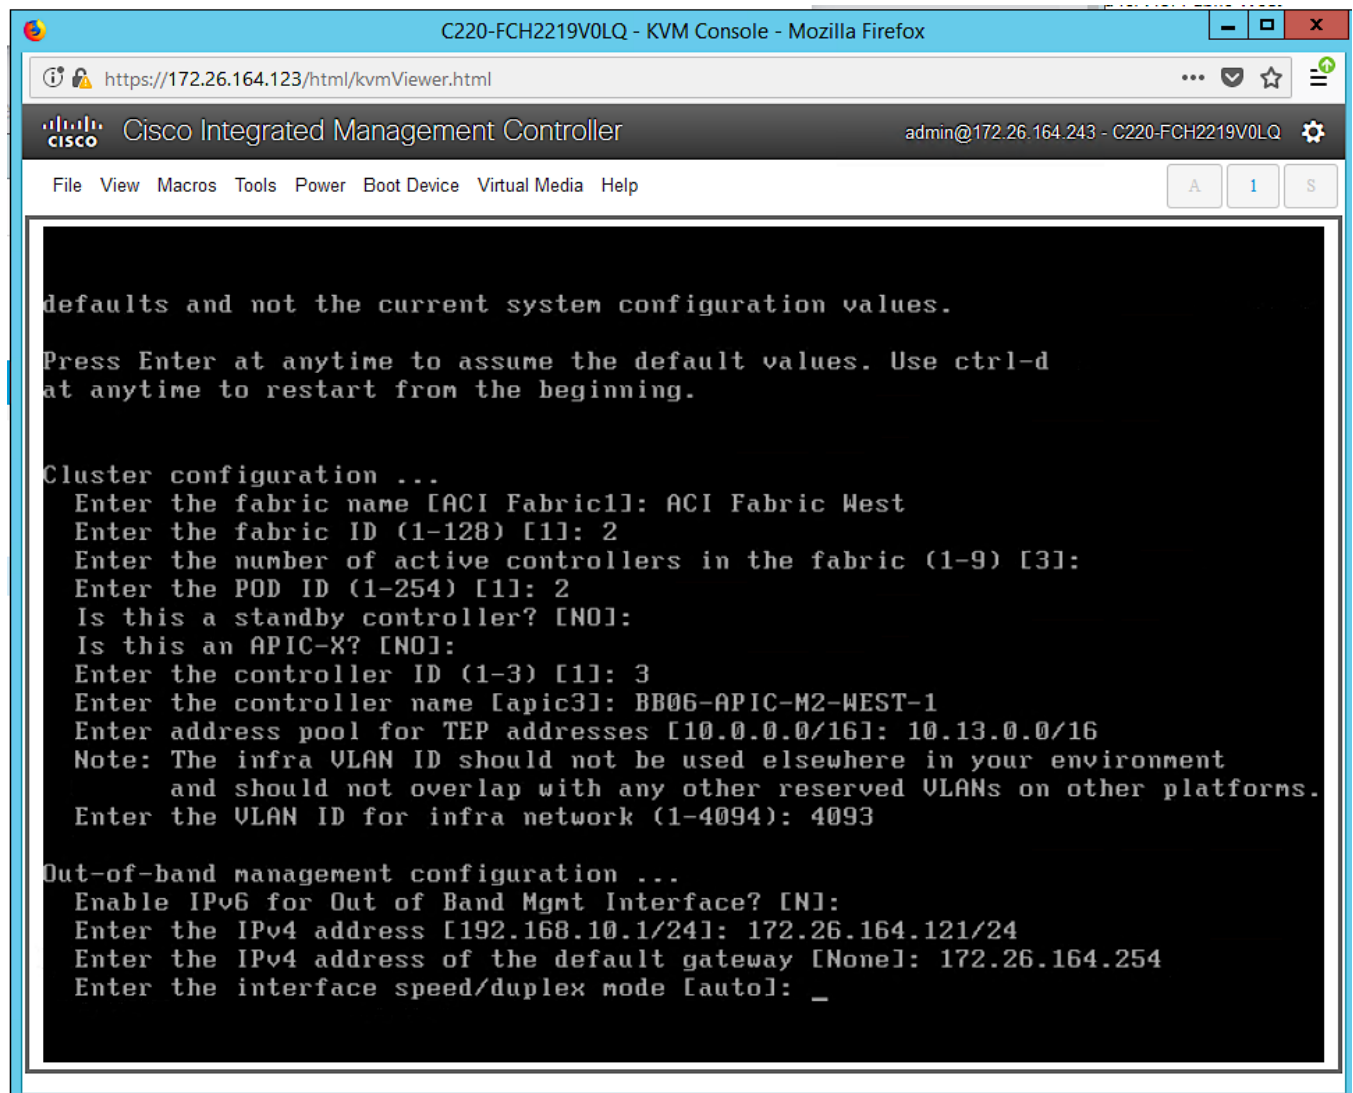 C220-FCH2219V0LQ - KVM Console - Mozilla Firefox
https://172.26.164.123/html/kvmViewer.html
cisco Cisco Integrated Management Controller admin@172.26.164.243 - C220-FCH2219V0LQ
File View Macros Tools Power Boot Device Virtual Media Help A 1 S
defaults and not the current system configuration values.
Press Enter at anytime to assume the default values. Use ctrl-d
at anytime to restart from the beginning.
Cluster configuration ...
Enter the fabric name [ACI Fabric1]: ACI Fabric West
Enter the fabric ID (1-128) [1]: 2
Enter the number of active controllers in the fabric (1-9) [3]:
Enter the POD ID (1-254) [1]: 2
Is this a standby controller? [NO]:
Is this an APIC-X? [NO]:
Enter the controller ID (1-3) [1]: 3
Enter the controller name [apic3]: BB06-APIC-M2-WEST-1
Enter address pool for TEP addresses [10.0.0.0/16]: 10.13.0.0/16
Note: The infra VLAN ID should not be used elsewhere in your environment
and should not overlap with any other reserved VLANs on other platforms.
Enter the VLAN ID for infra network (1-4094): 4093
Out-of-band management configuration ...
Enable IPv6 for Out of Band Mgmt Interface? [N]:
Enter the IPv4 address [192.168.10.1/24]: 172.26.164.121/24
Enter the IPv4 address of the default gateway [None]: 172.26.164.254
Enter the interface speed/duplex mode [auto]: _